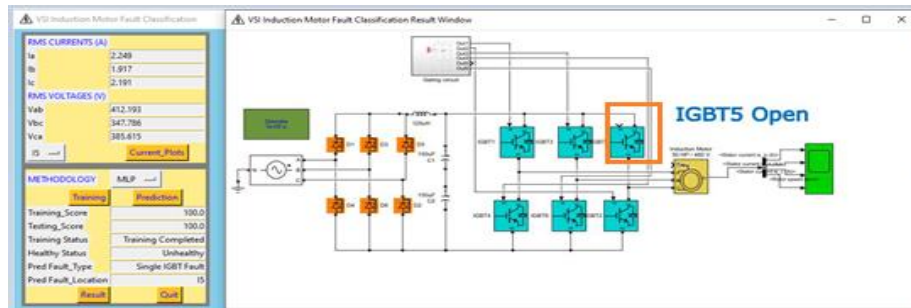 VSI Induction Motor Fault Classification
RMS CURRENTS (A)
Ia 2.249
Ib 1.917
Ic 2.191
RMS VOLTAGES (V)
Vab 412.193
Vbc 347.786
Vca 385.615
I5 Current_Plots
METHODOLOGY MLP
Training Prediction
Training_Score 100.0
Testing_Score 100.0
Training Status Training Completed
Healthy Status Unhealthy
Pred Fault_Type Single IGBT Fault
Pred Fault_Location I5
Result Quit
VSI Induction Motor Fault Classification Result Window
Gating circuit
IGBT5 Open
IGBT1
Induction Motor
D1
D3
C1
C2
D4
D6
D2
IGBT4